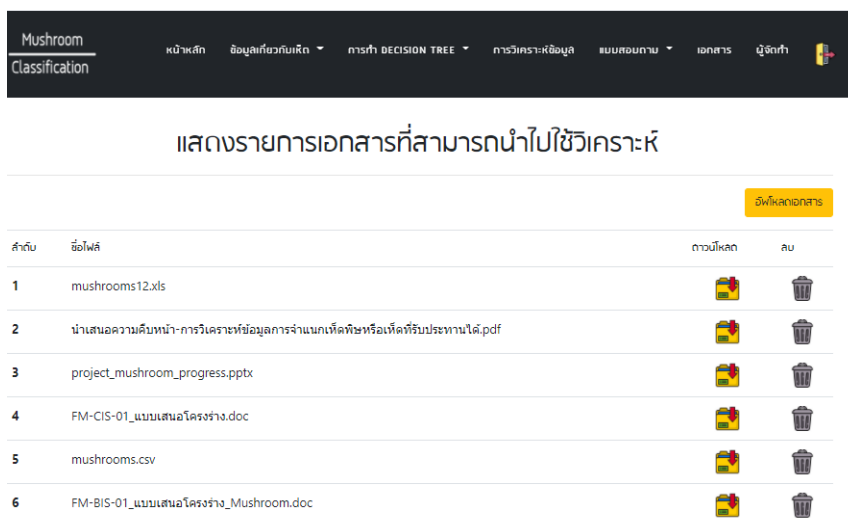 Mushroom
Classification
หน้าหลัก ข้อมูลเกี่ยวกับเห็ด การทำ DECISION TREE การวิเคราะห์ข้อมูล แบบสอบถาม เอกสาร ผู้จัดทำ
แสดงรายการเอกสารที่สามารถนำไปใช้วิเคราะห์
อัพโหลดเอกสาร
ลำดับ ชื่อไฟล์ ดาวน์โหลด ลบ
1 mushrooms12.xls
2 นำเสนอความคืบหน้า-การวิเคราะห์ข้อมูลการจำแนกเห็ดพิษหรือเห็ดที่รับประทานได้.pdf
3 project_mushroom_progress.pptx
4 FM-CIS-01_แบบเสนอโครงร่าง.doc
5 mushrooms.csv
6 FM-BIS-01_แบบเสนอโครงร่าง_Mushroom.doc